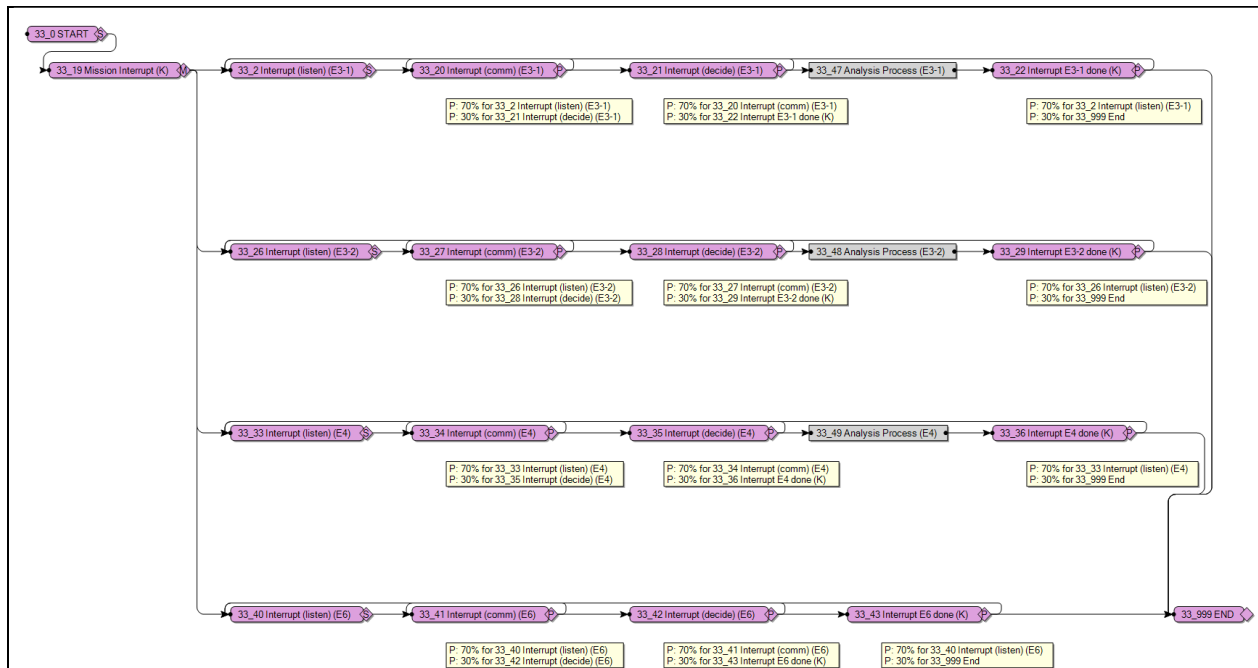 33_0 START S
33_19 Mission Interrupt (K) M
33_2 Interrupt (listen) (E3-1) S
33_20 Interrupt (comm) (E3-1) P
33_21 Interrupt (decide) (E3-1) P
33_47 Analysis Process (E3-1)
33_22 Interrupt E3-1 done (K) P
P: 70% for 33_2 Interrupt (listen) (E3-1)
P: 30% for 33_21 Interrupt (decide) (E3-1)
P: 70% for 33_20 Interrupt (comm) (E3-1)
P: 30% for 33_22 Interrupt E3-1 done (K)
P: 70% for 33_2 Interrupt (listen) (E3-1)
P: 30% for 33_999 End
33_26 Interrupt (listen) (E3-2) S
33_27 Interrupt (comm) (E3-2) P
33_28 Interrupt (decide) (E3-2) P
33_48 Analysis Process (E3-2)
33_29 Interrupt E3-2 done (K) P
P: 70% for 33_26 Interrupt (listen) (E3-2)
P: 30% for 33_28 Interrupt (decide) (E3-2)
P: 70% for 33_27 Interrupt (comm) (E3-2)
P: 30% for 33_29 Interrupt E3-2 done (K)
P: 70% for 33_26 Interrupt (listen) (E3-2)
P: 30% for 33_999 End
33_33 Interrupt (listen) (E4) S
33_34 Interrupt (comm) (E4) P
33_35 Interrupt (decide) (E4) P
33_49 Analysis Process (E4)
33_36 Interrupt E4 done (K) P
P: 70% for 33_33 Interrupt (listen) (E4)
P: 30% for 33_35 Interrupt (decide) (E4)
P: 70% for 33_34 Interrupt (comm) (E4)
P: 30% for 33_36 Interrupt E4 done (K)
P: 70% for 33_33 Interrupt (listen) (E4)
P: 30% for 33_999 End
33_40 Interrupt (listen) (E6) S
33_41 Interrupt (comm) (E6) P
33_42 Interrupt (decide) (E6) P
33_43 Interrupt E6 done (K) P
33_999 END
P: 70% for 33_40 Interrupt (listen) (E6)
P: 30% for 33_42 Interrupt (decide) (E6)
P: 70% for 33_41 Interrupt (comm) (E6)
P: 30% for 33_43 Interrupt E6 done (K)
P: 70% for 33_40 Interrupt (listen) (E6)
P: 30% for 33_999 End